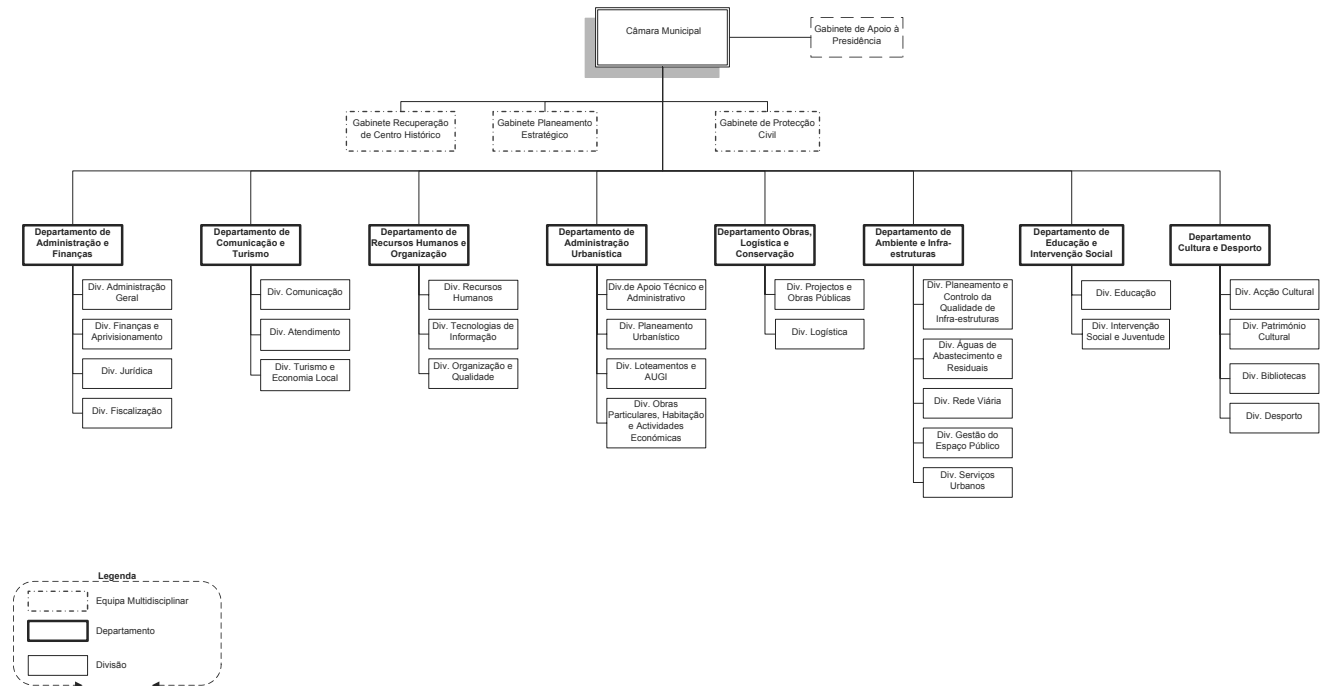 Câmara Municipal
Gabinete de Apoio à
Presidência
Gabinete Recuperação
de Centro Histórico
Gabinete Planeamento
Estratégico
Gabinete de Protecção
Civil
Departamento de
Administração e
Finanças
Div. Administração
Geral
Div. Finanças e
Aprivisionamento
Div. Jurídica
Div. Fiscalização
Departamento de
Comunicação e
Turismo
Div. Comunicação
Div. Atendimento
Div. Turismo e
Economia Local
Departamento de
Recursos Humanos e
Organização
Div. Recursos
Humanos
Div. Tecnologias de
Informação
Div. Organização e
Qualidade
Departamento de
Administração
Urbanística
Div.de Apoio Técnico e
Administrativo
Div. Planeamento
Urbanístico
Div. Loteamentos e
AUGI
Div. Obras
Particulares, Habitação
e Actividades
Económicas
Departamento Obras,
Logística e
Conservação
Div. Projectos e
Obras Públicas
Div. Logística
Departamento de
Ambiente e Infra-
estruturas
Div. Planeamento e
Controlo da
Qualidade de
Infra-estruturas
Div. Águas de
Abastecimento e
Residuais
Div. Rede Viária
Div. Gestão do
Espaço Público
Div. Serviços
Urbanos
Departamento de
Educação e
Intervenção Social
Div. Educação
Div. Intervenção
Social e Juventude
Departamento
Cultura e Desporto
Div. Acção Cultural
Div. Património
Cultural
Div. Bibliotecas
Div. Desporto
Legenda
Equipa Multidisciplinar
Departamento
Divisão